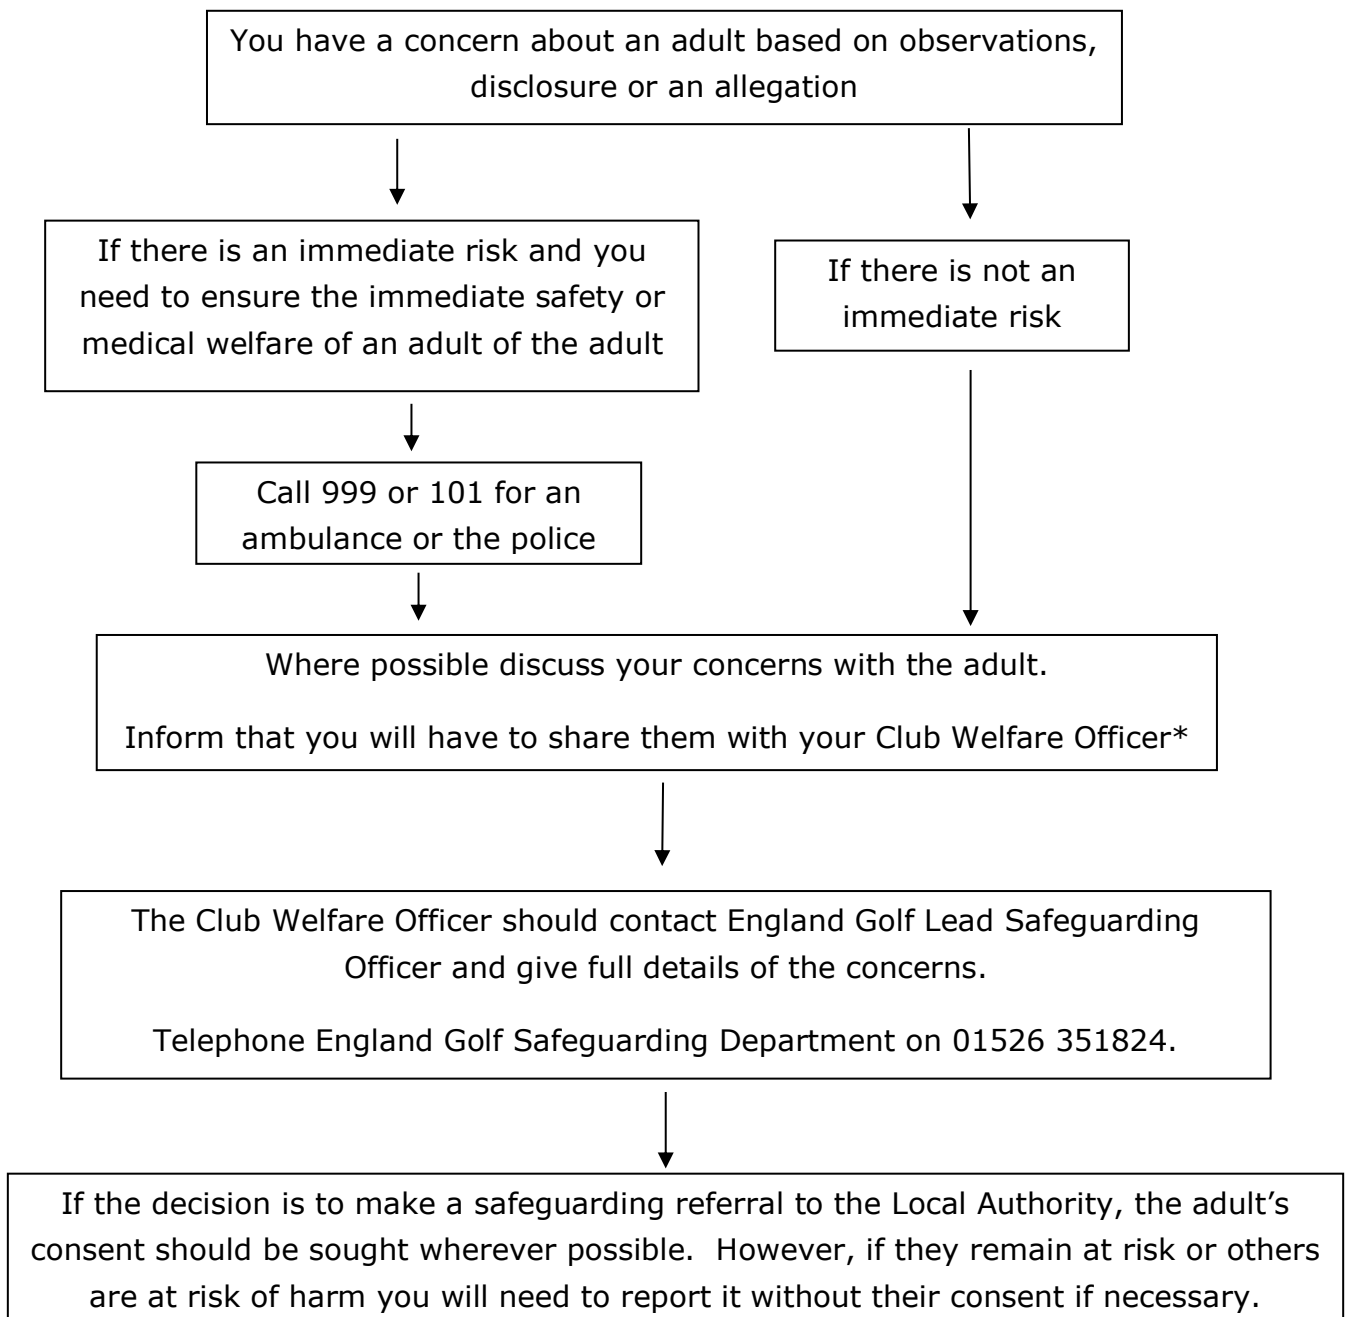 You have a concern about an adult based on observations,
disclosure or an allegation
If there is an immediate risk and you
need to ensure the immediate safety or
medical welfare of an adult of the adult
If there is not an
immediate risk
Call 999 or 101 for an
ambulance or the police
Where possible discuss your concerns with the adult.
Inform that you will have to share them with your Club Welfare Officer*
The Club Welfare Officer should contact England Golf Lead Safeguarding
Officer and give full details of the concerns.
Telephone England Golf Safeguarding Department on 01526 351824.
If the decision is to make a safeguarding referral to the Local Authority, the adult’s
consent should be sought wherever possible.  However, if they remain at risk or others
are at risk of harm you will need to report it without their consent if necessary.